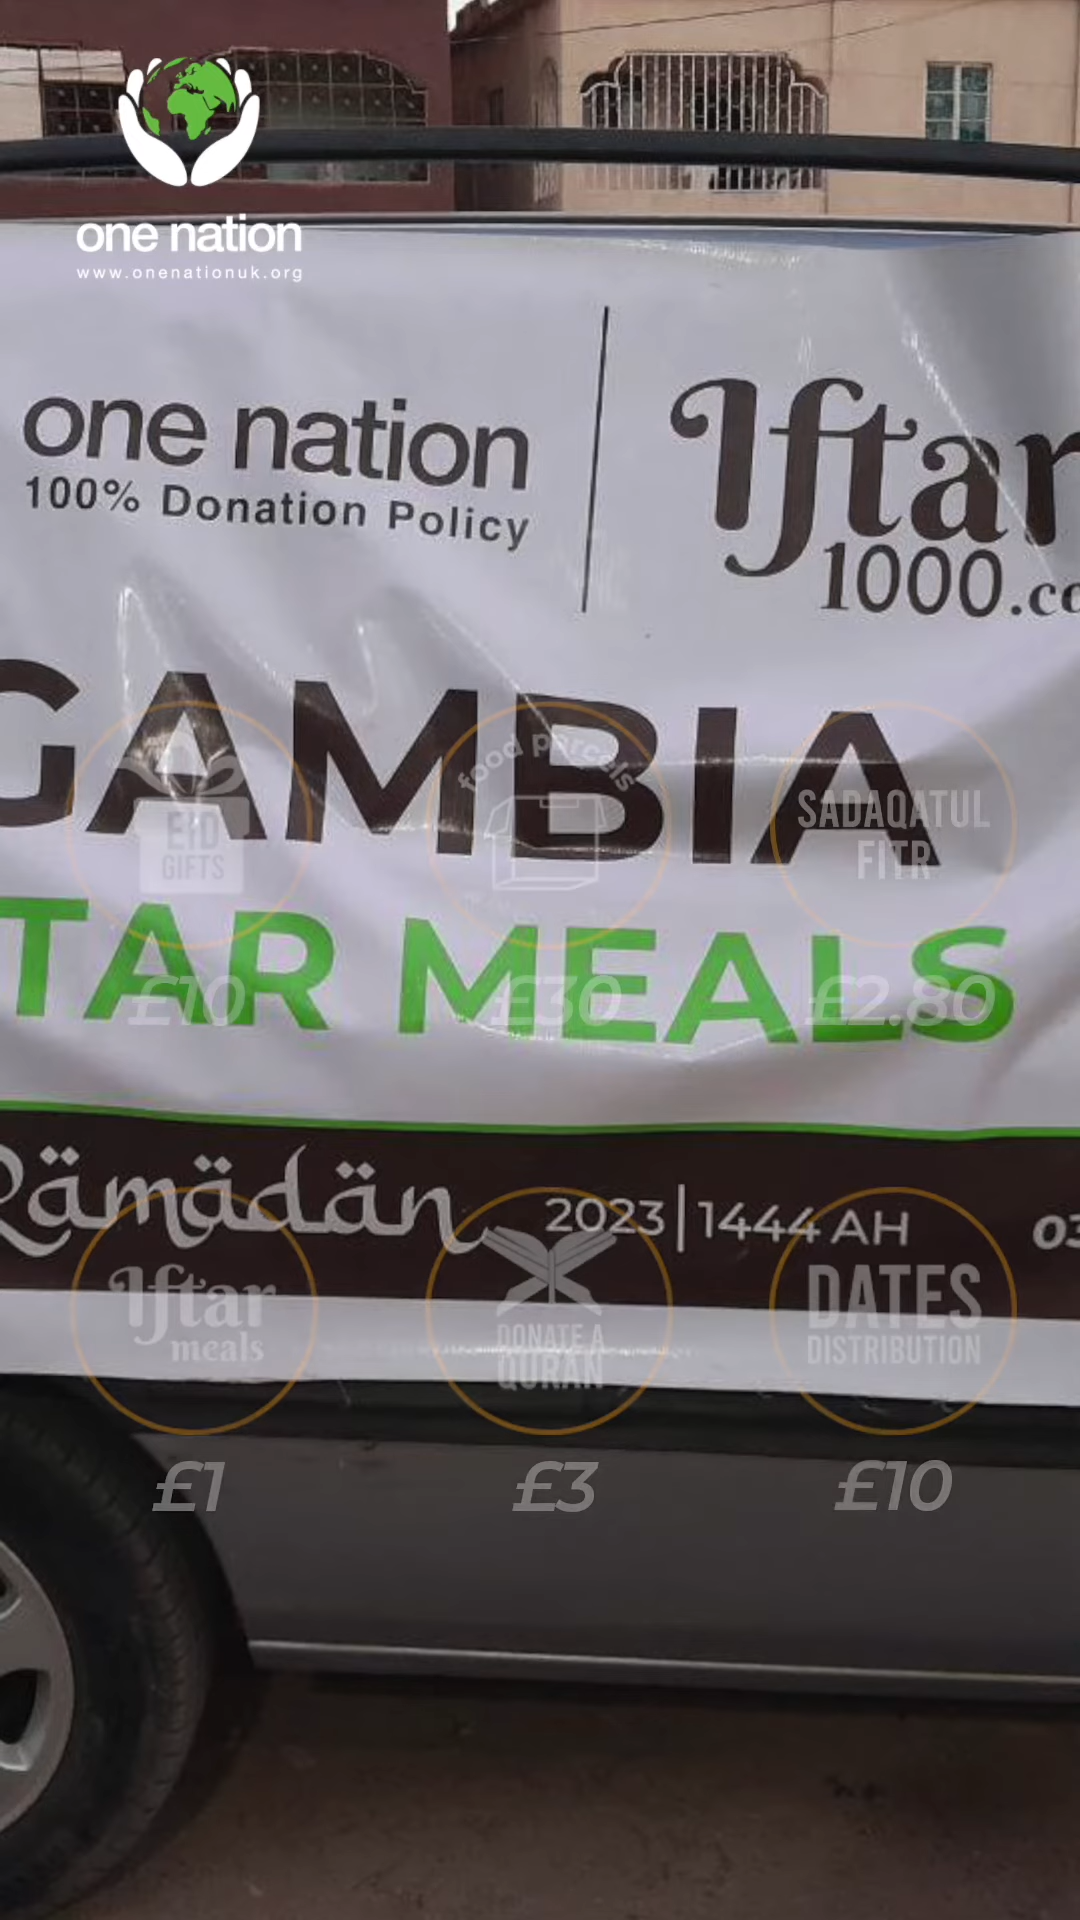 one nation
www.onenationuk.org
one nation
100% Donation Policy
Iftar
1000.co
GAMBIA
TAR MEALS
EID
GIFTS
food parcels
SADAQATUL
FITR
£10
£30
£2.80
Rämädän 2023 | 1444 AH 03
Iftar
meals
DONATE A
QURAN
DATES
DISTRIBUTION
£1
£3
£10